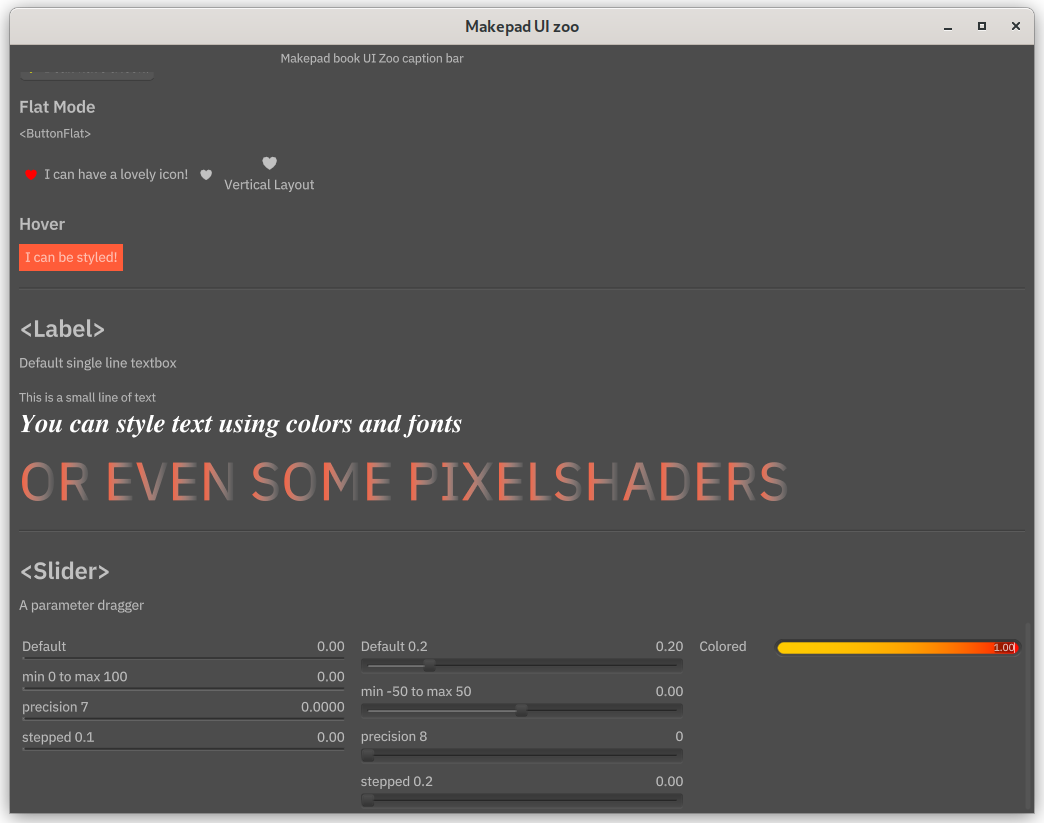 Makepad UI zoo
Makepad book UI Zoo caption bar
Flat Mode
<ButtonFlat>
I can have a lovely icon!
Vertical Layout
Hover
I can be styled!
<Label>
Default single line textbox
This is a small line of text
You can style text using colors and fonts
OR EVEN SOME PIXELSHADERS
<Slider>
A parameter dragger
Default 0.00
min 0 to max 100 0.00
precision 7 0.0000
stepped 0.1 0.00
Default 0.2 0.20
min -50 to max 50 0.00
precision 8 0
stepped 0.2 0.00
Colored 1.00